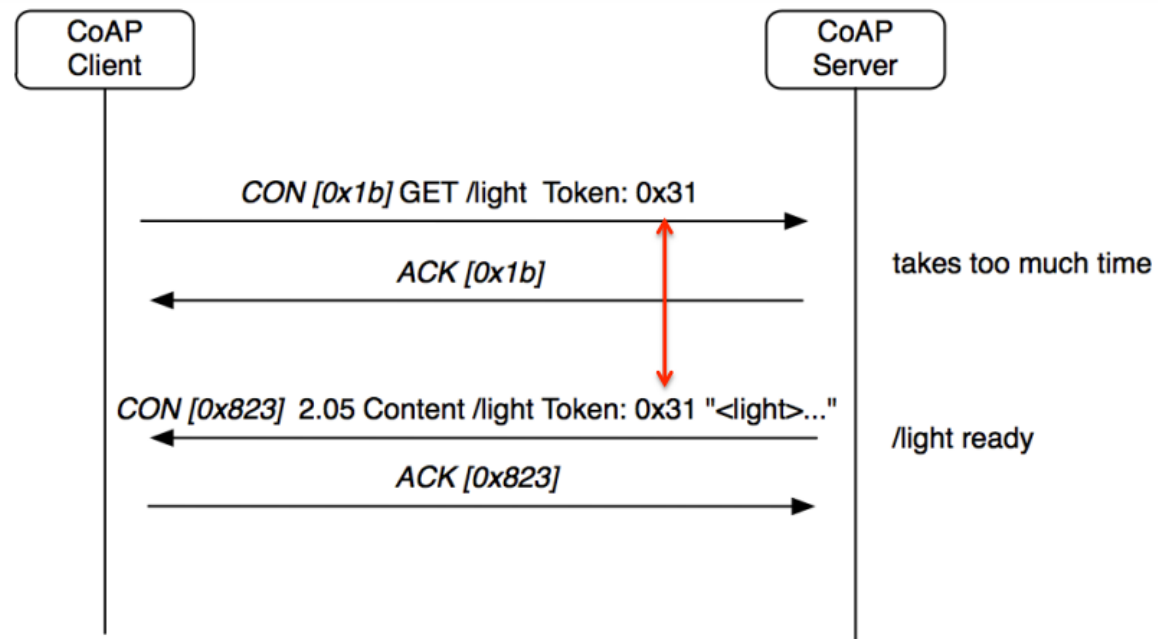 CoAP
Client
CoAP
Server
CON [0x1b] GET /light Token: 0x31
takes too much time
ACK [0x1b]
CON [0x823] 2.05 Content /light Token: 0x31 "<light>..."
/light ready
ACK [0x823]